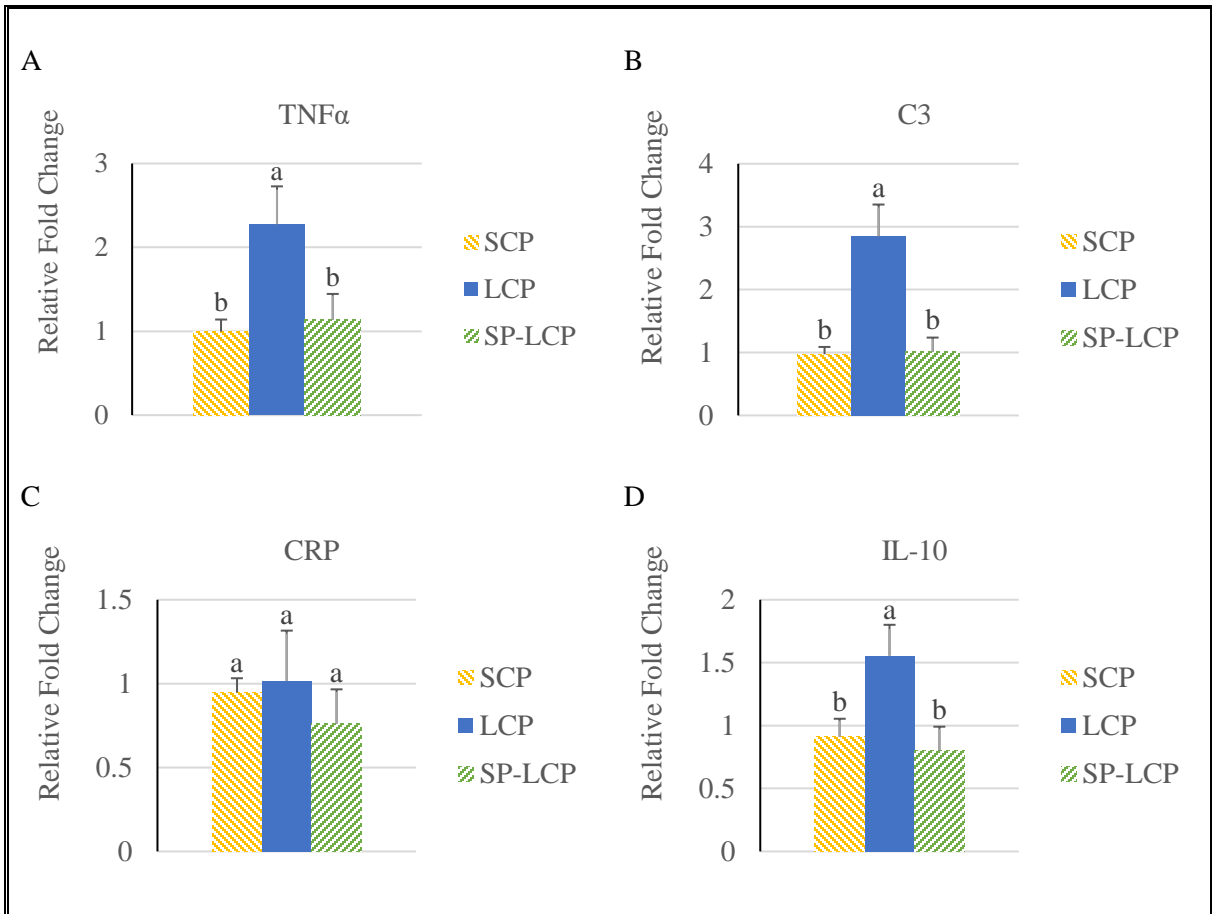 A
TNFα
Relative Fold Change
3
2
1
0
b
a
b
SCP
LCP
SP-LCP
B
C3
Relative Fold Change
4
3
2
1
0
b
a
b
SCP
LCP
SP-LCP
C
CRP
Relative Fold Change
1.5
1
0.5
0
a
a
a
SCP
LCP
SP-LCP
D
IL-10
Relative Fold Change
2
1.5
1
0.5
0
b
a
b
SCP
LCP
SP-LCP